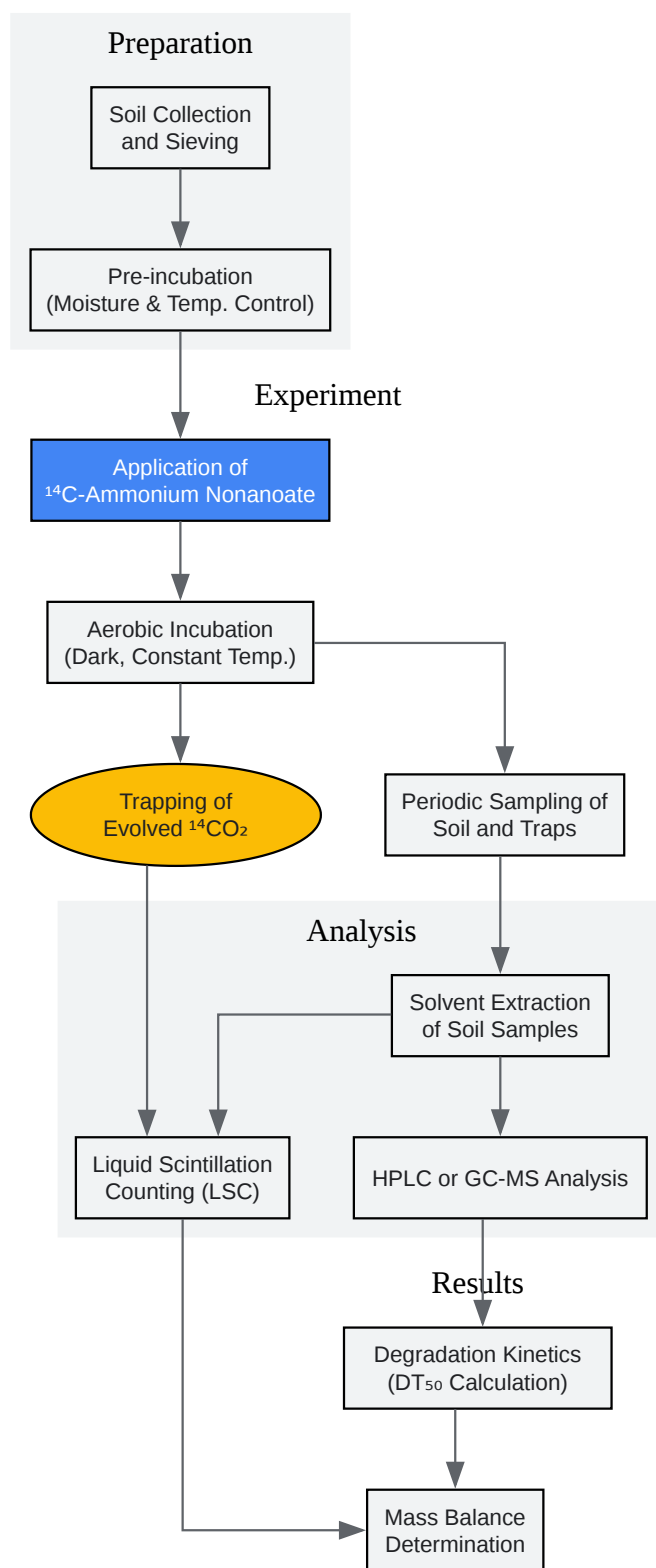 Preparation
Soil Collection
and Sieving
Pre-incubation
(Moisture & Temp. Control)
Experiment
Application of
¹⁴C-Ammonium Nonanoate
Aerobic Incubation
(Dark, Constant Temp.)
Trapping of
Evolved ¹⁴CO₂
Periodic Sampling of
Soil and Traps
Analysis
Solvent Extraction
of Soil Samples
Liquid Scintillation
Counting (LSC)
HPLC or GC-MS Analysis
Results
Degradation Kinetics
(DT₅₀ Calculation)
Mass Balance
Determination